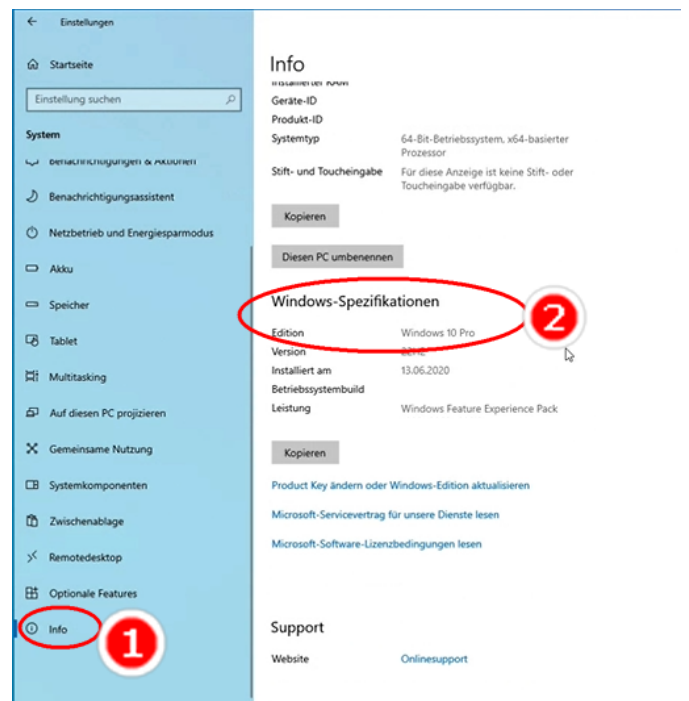 Einstellungen
Startseite
Einstellung suchen
System
Benachrichtigungen & Aktionen
Benachrichtigungsassistent
Netzbetrieb und Energiesparmodus
Akku
Speicher
Tablet
Multitasking
Auf diesen PC projizieren
Gemeinsame Nutzung
Systemkomponenten
Zwischenablage
Remotedesktop
Optionale Features
Info
1
Info
Installierter RAM
Geräte-ID
Produkt-ID
Systemtyp 64-Bit-Betriebssystem, x64-basierter
Prozessor
Stift- und Toucheingabe Für diese Anzeige ist keine Stift- oder
Toucheingabe verfügbar.
Kopieren
Diesen PC umbenennen
Windows-Spezifikationen
2
Edition Windows 10 Pro
Version 22H2
Installiert am 13.06.2020
Betriebssystembuild
Leistung Windows Feature Experience Pack
Kopieren
Product Key ändern oder Windows-Edition aktualisieren
Microsoft-Servicevertrag für unsere Dienste lesen
Microsoft-Software-Lizenzbedingungen lesen
Support
Website Onlinesupport